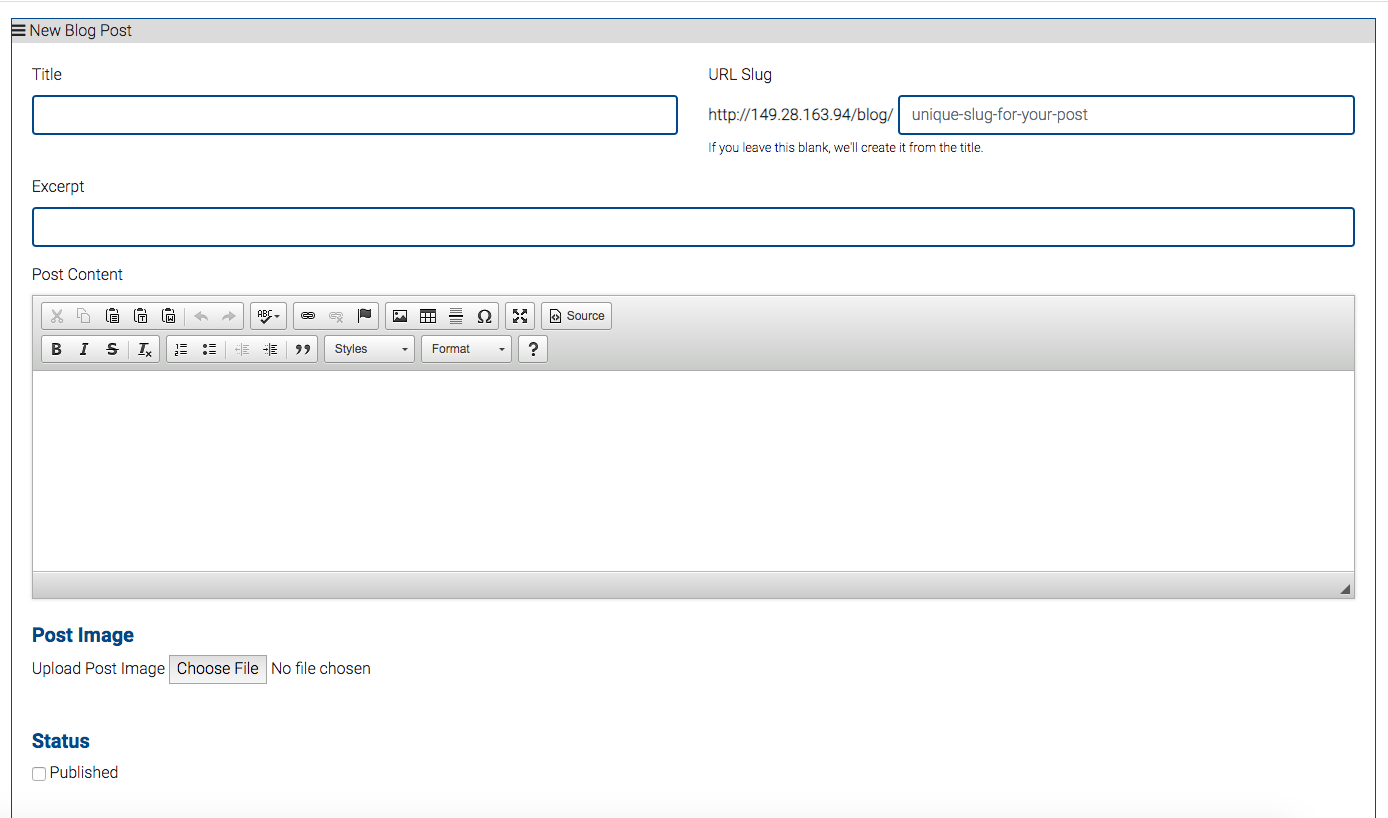 New Blog Post
Title
URL Slug
http://149.28.163.94/blog/ unique-slug-for-your-post
If you leave this blank, we'll create it from the title.
Excerpt
Post Content
ABC
Source
B I S Ix
Styles Format ?
Post Image
Upload Post Image Choose File No file chosen
Status
Published